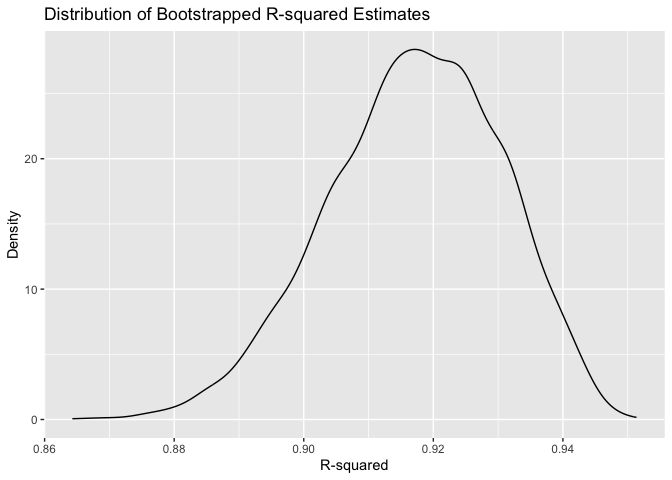 Distribution of Bootstrapped R-squared Estimates
Density
20
10
0
0.86 0.88 0.90 0.92 0.94
R-squared